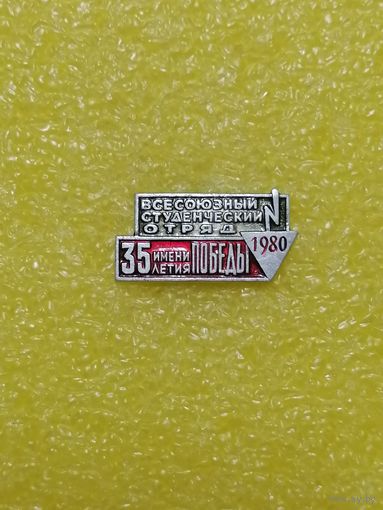 ВСЕСОЮЗНЫЙ
СТУДЕНЧЕСКИЙ
ОТРЯД
1980
35 ИМЕНИ ЛЕТИЯ ПОБЕДЫ